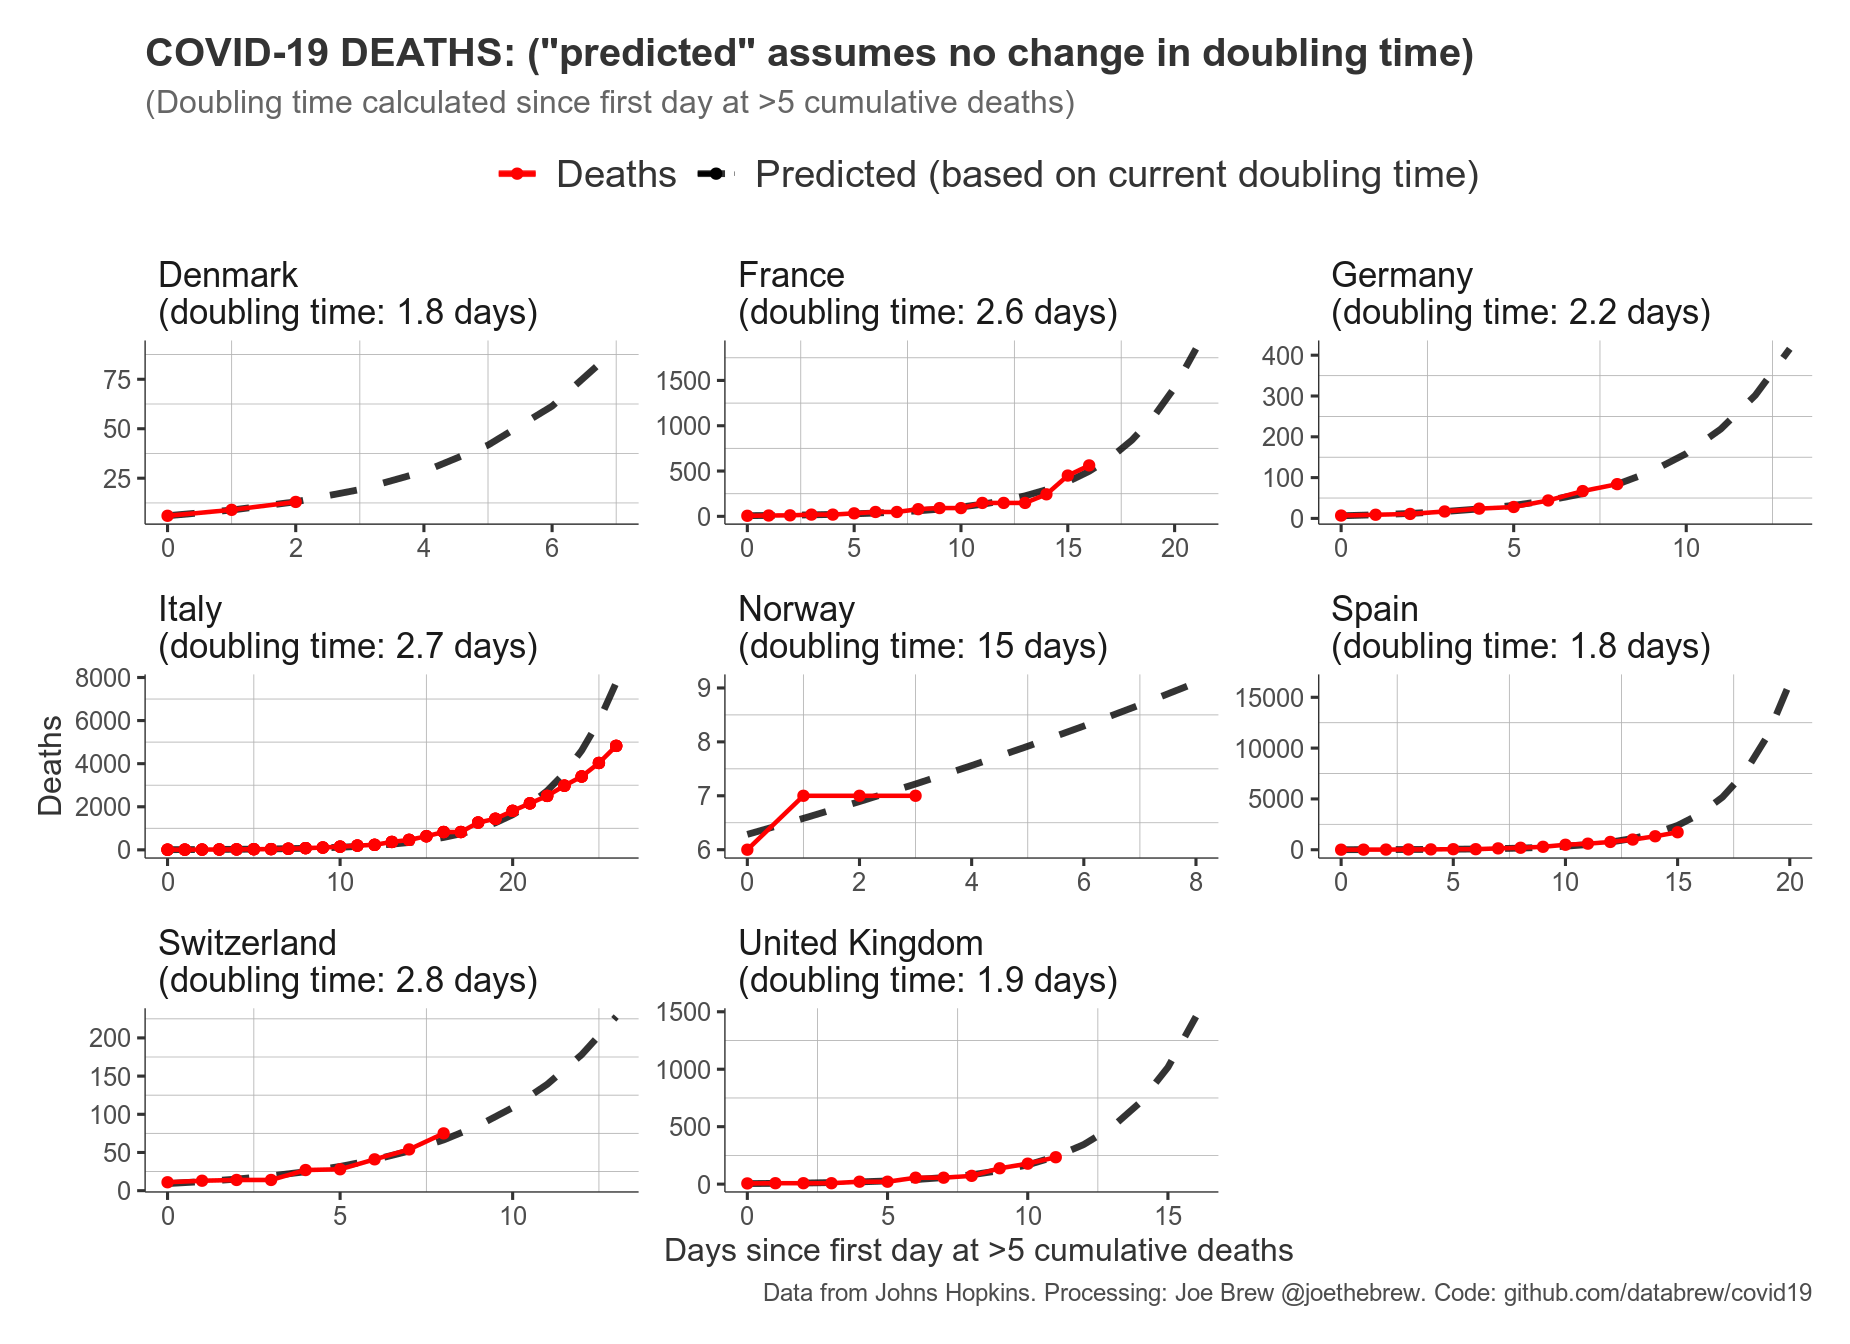 COVID-19 DEATHS: ("predicted" assumes no change in doubling time)
(Doubling time calculated since first day at >5 cumulative deaths)
Deaths Predicted (based on current doubling time)
Denmark
(doubling time: 1.8 days)
75
50
25
0 2 4 6
France
(doubling time: 2.6 days)
1500
1000
500
0
0 5 10 15 20
Germany
(doubling time: 2.2 days)
400
300
200
100
0
0 5 10
Deaths
Italy
(doubling time: 2.7 days)
8000
6000
4000
2000
0
0 10 20
Norway
(doubling time: 15 days)
9
8
7
6
0 2 4 6 8
Spain
(doubling time: 1.8 days)
15000
10000
5000
0
0 5 10 15 20
Switzerland
(doubling time: 2.8 days)
200
150
100
50
0
0 5 10
United Kingdom
(doubling time: 1.9 days)
1500
1000
500
0
0 5 10 15
Days since first day at >5 cumulative deaths
Data from Johns Hopkins. Processing: Joe Brew @joethebrew. Code: github.com/databrew/covid19